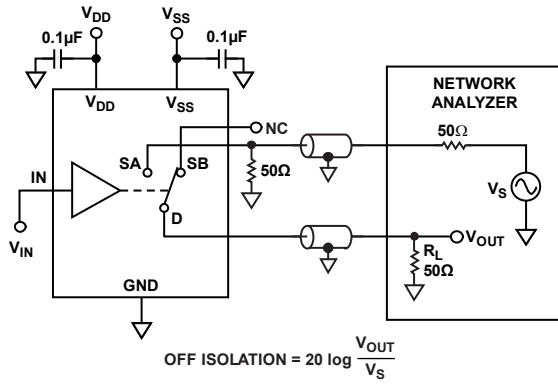 VDD
VSS
0.1µF
0.1µF
VDD
VSS
NETWORK
ANALYZER
NC
50Ω
SA
SB
50Ω
IN
VS
D
VOUT
VIN
RL
50Ω
GND
OFF ISOLATION = 20 log VOUT
VS